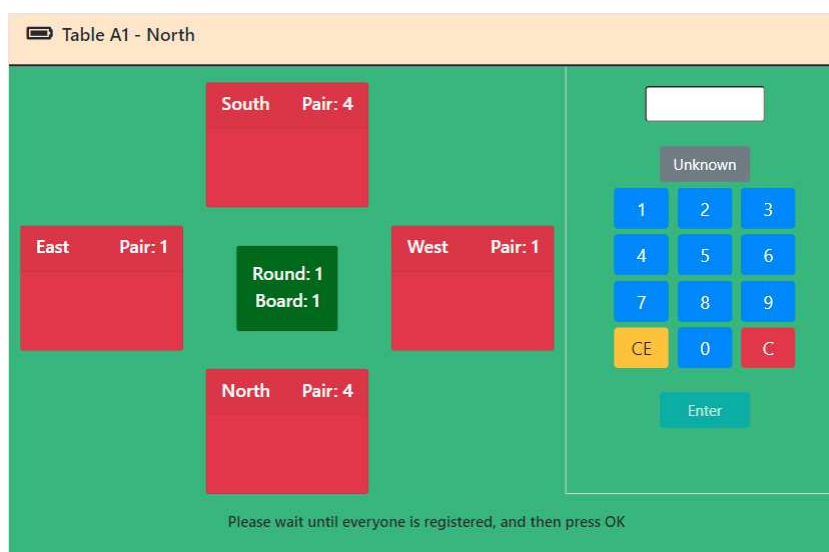 Table A1 - North
South Pair: 4
East Pair: 1
Round: 1
Board: 1
West Pair: 1
North Pair: 4
Please wait until everyone is registered, and then press OK
Unknown
1 2 3
4 5 6
7 8 9
CE 0 C
Enter